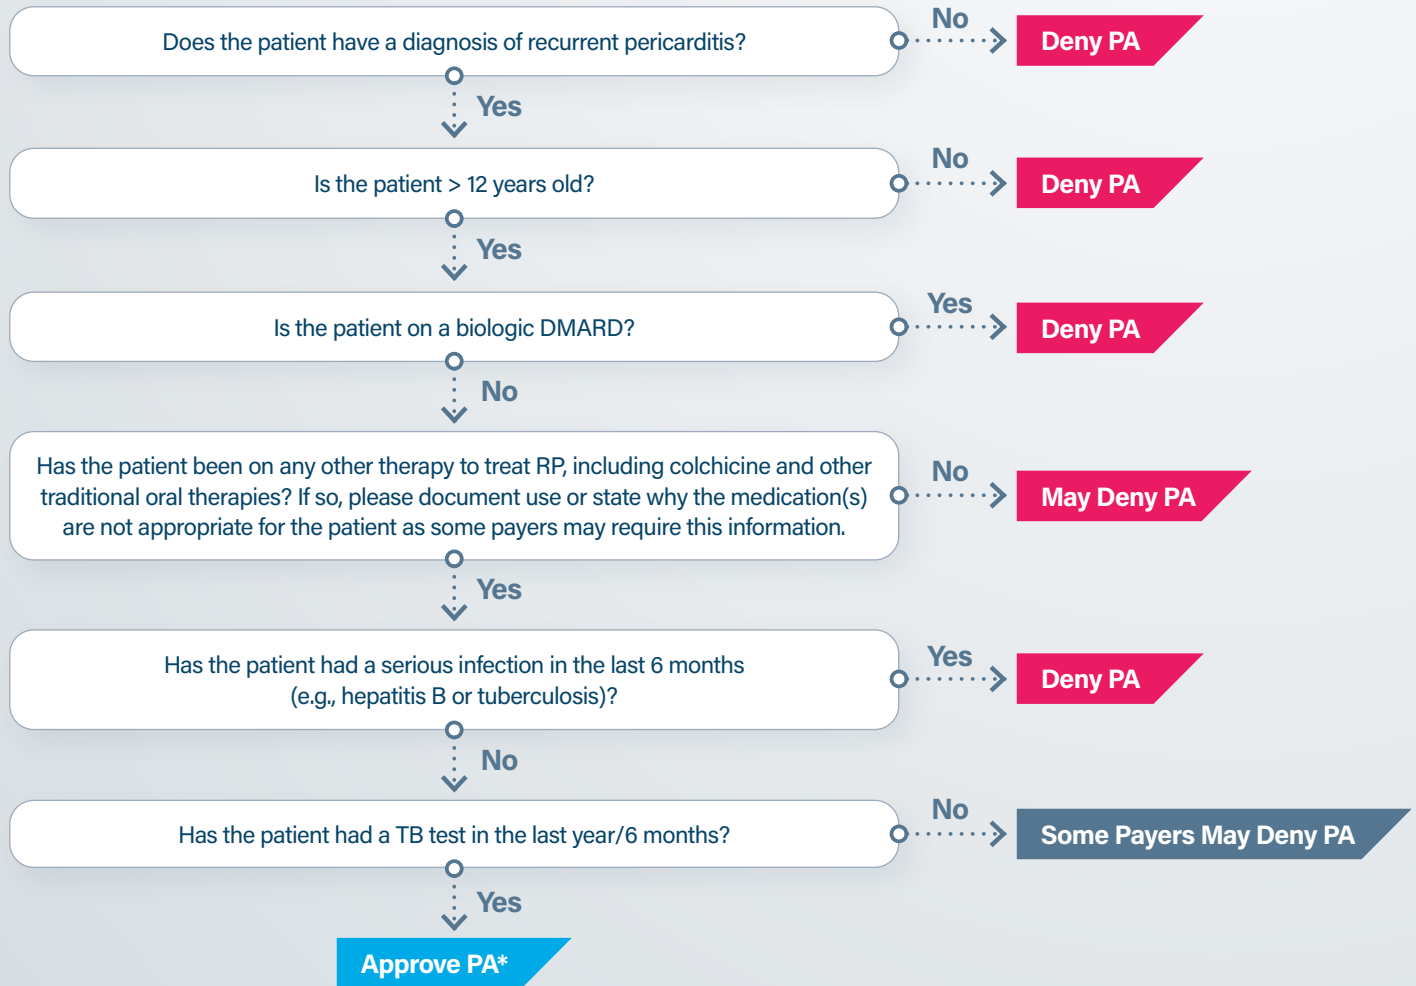 Does the patient have a diagnosis of recurrent pericarditis?
No
Deny PA
Yes
Is the patient > 12 years old?
No
Deny PA
Yes
Is the patient on a biologic DMARD?
Yes
Deny PA
No
Has the patient been on any other therapy to treat RP, including colchicine and other
traditional oral therapies? If so, please document use or state why the medication(s)
are not appropriate for the patient as some payers may require this information.
No
May Deny PA
Yes
Has the patient had a serious infection in the last 6 months
(e.g., hepatitis B or tuberculosis)?
Yes
Deny PA
No
Has the patient had a TB test in the last year/6 months?
No
Some Payers May Deny PA
Yes
Approve PA*